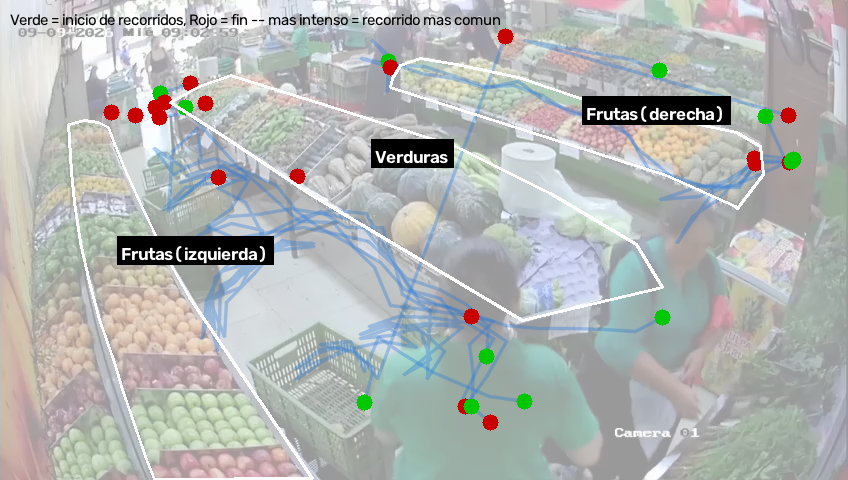 Verde = inicio de recorridos, Rojo = fin -- mas intenso = recorrido mas comun
Frutas(derecha)
Verduras
Frutas(izquierda)
Camera 01